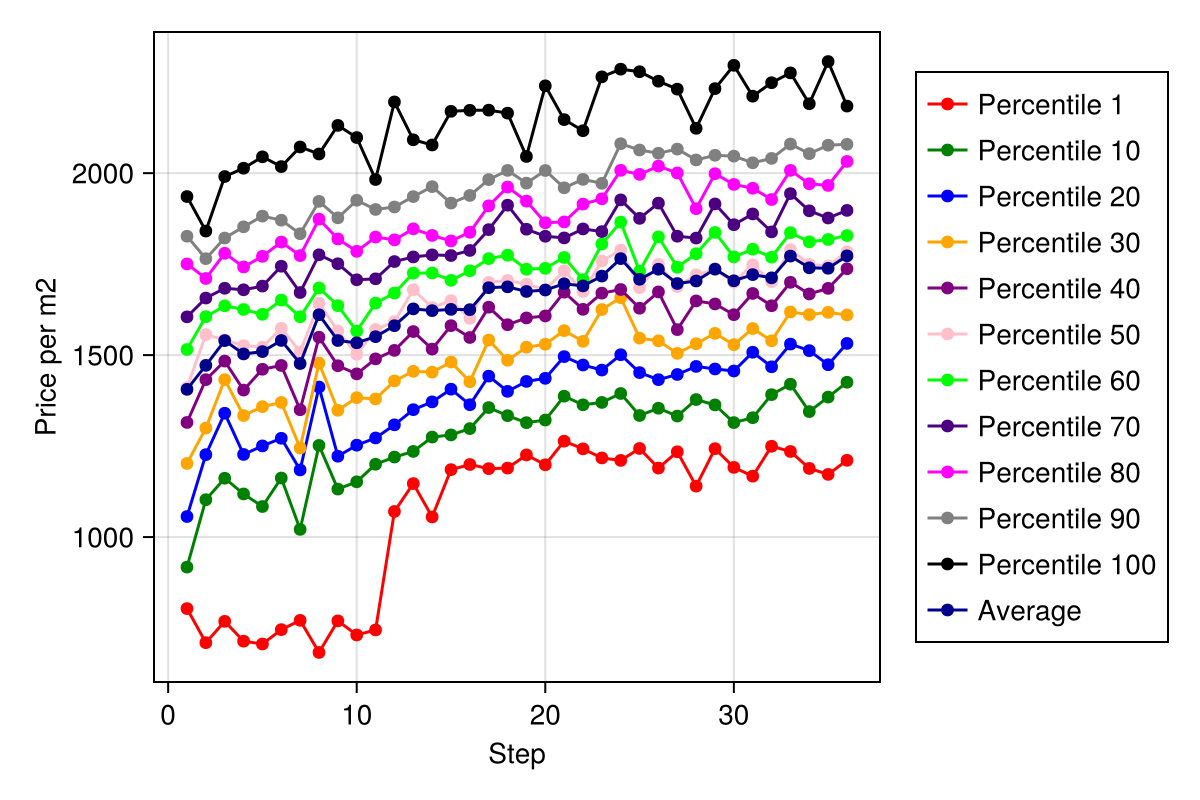 Price per m2
2000
1500
1000
0 10 20 30
Step
Percentile 1
Percentile 10
Percentile 20
Percentile 30
Percentile 40
Percentile 50
Percentile 60
Percentile 70
Percentile 80
Percentile 90
Percentile 100
Average